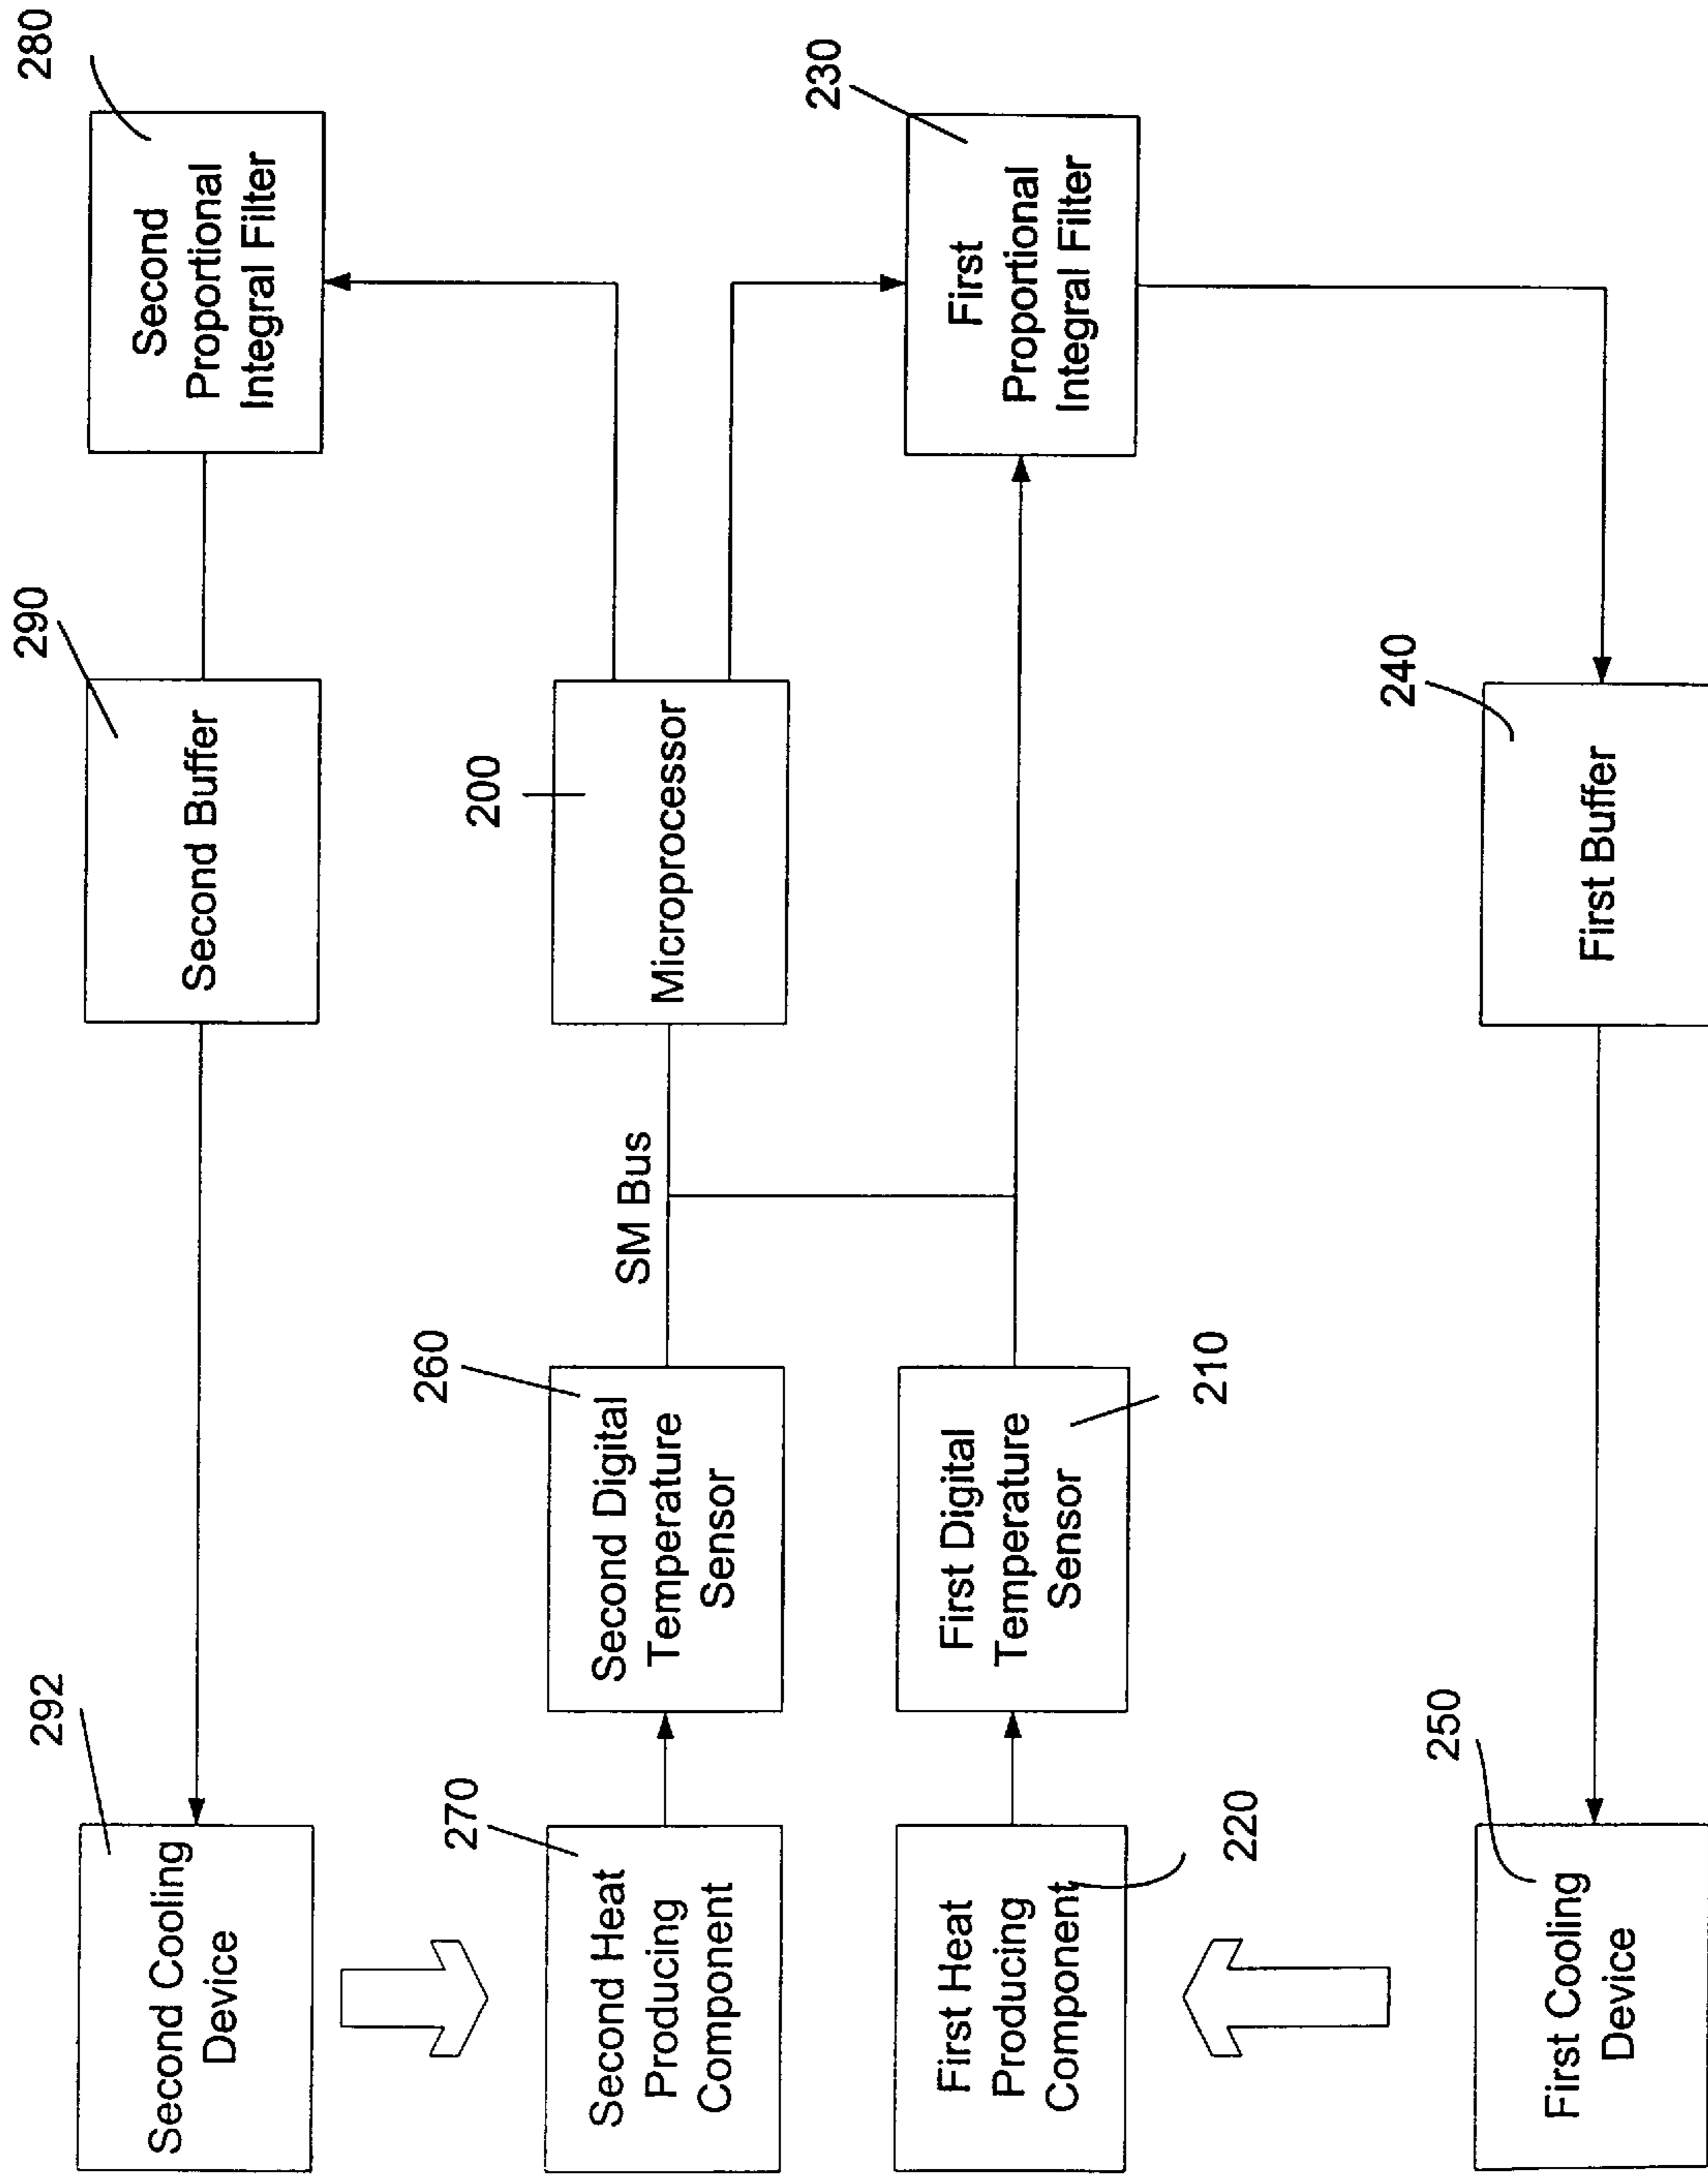 292
Second Cooling
Device
290
Second Buffer
280
Second
Proportional
Integral Filter
270
Second Heat
Producing
Component
260
Second Digital
Temperature
Sensor
SM Bus
200
Microprocessor
First Heat
Producing
Component
220
First Digital
Temperature
Sensor
210
230
First
Proportional
Integral Filter
250
First Cooling
Device
240
First Buffer